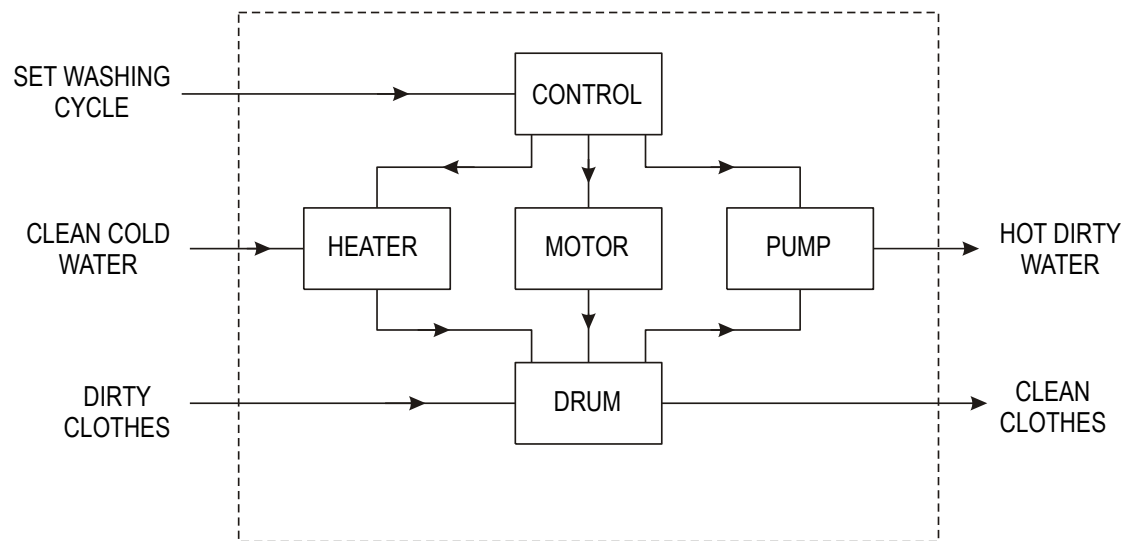 SET WASHING
CYCLE
CONTROL
CLEAN COLD
WATER
HEATER
MOTOR
PUMP
HOT DIRTY
WATER
DIRTY
CLOTHES
DRUM
CLEAN
CLOTHES